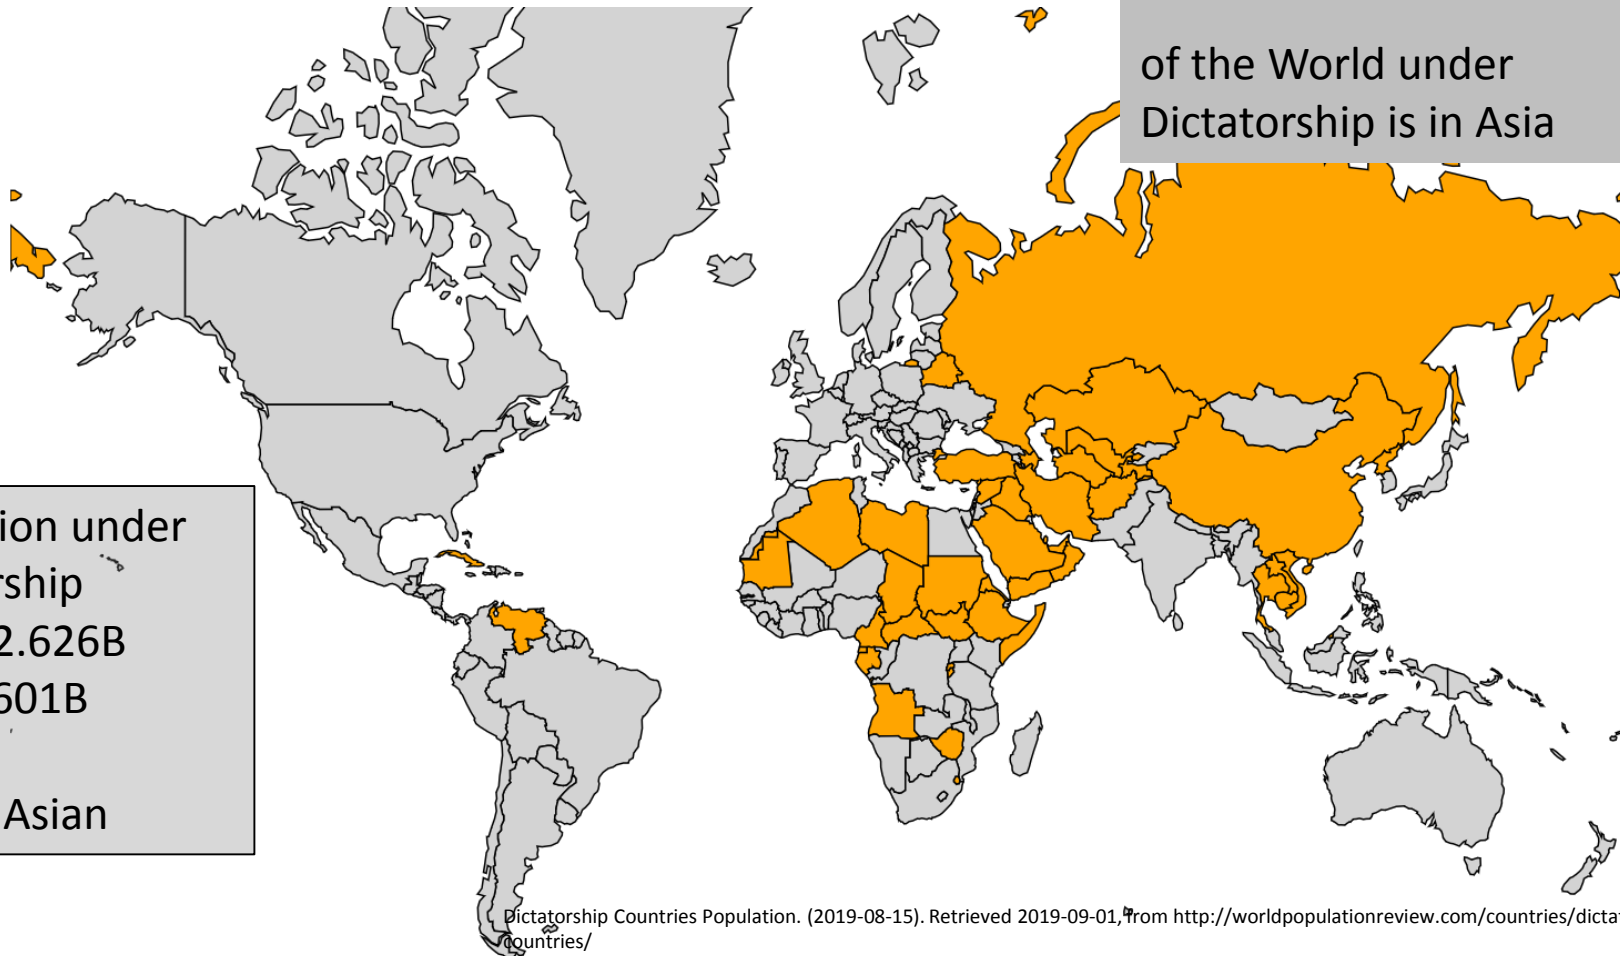 of the World under
Dictatorship is in Asia
ion under
rship
2.626B
601B
Asian
Dictatorship Countries Population. (2019-08-15). Retrieved 2019-09-01, from http://worldpopulationreview.com/countries/dicta
countries/